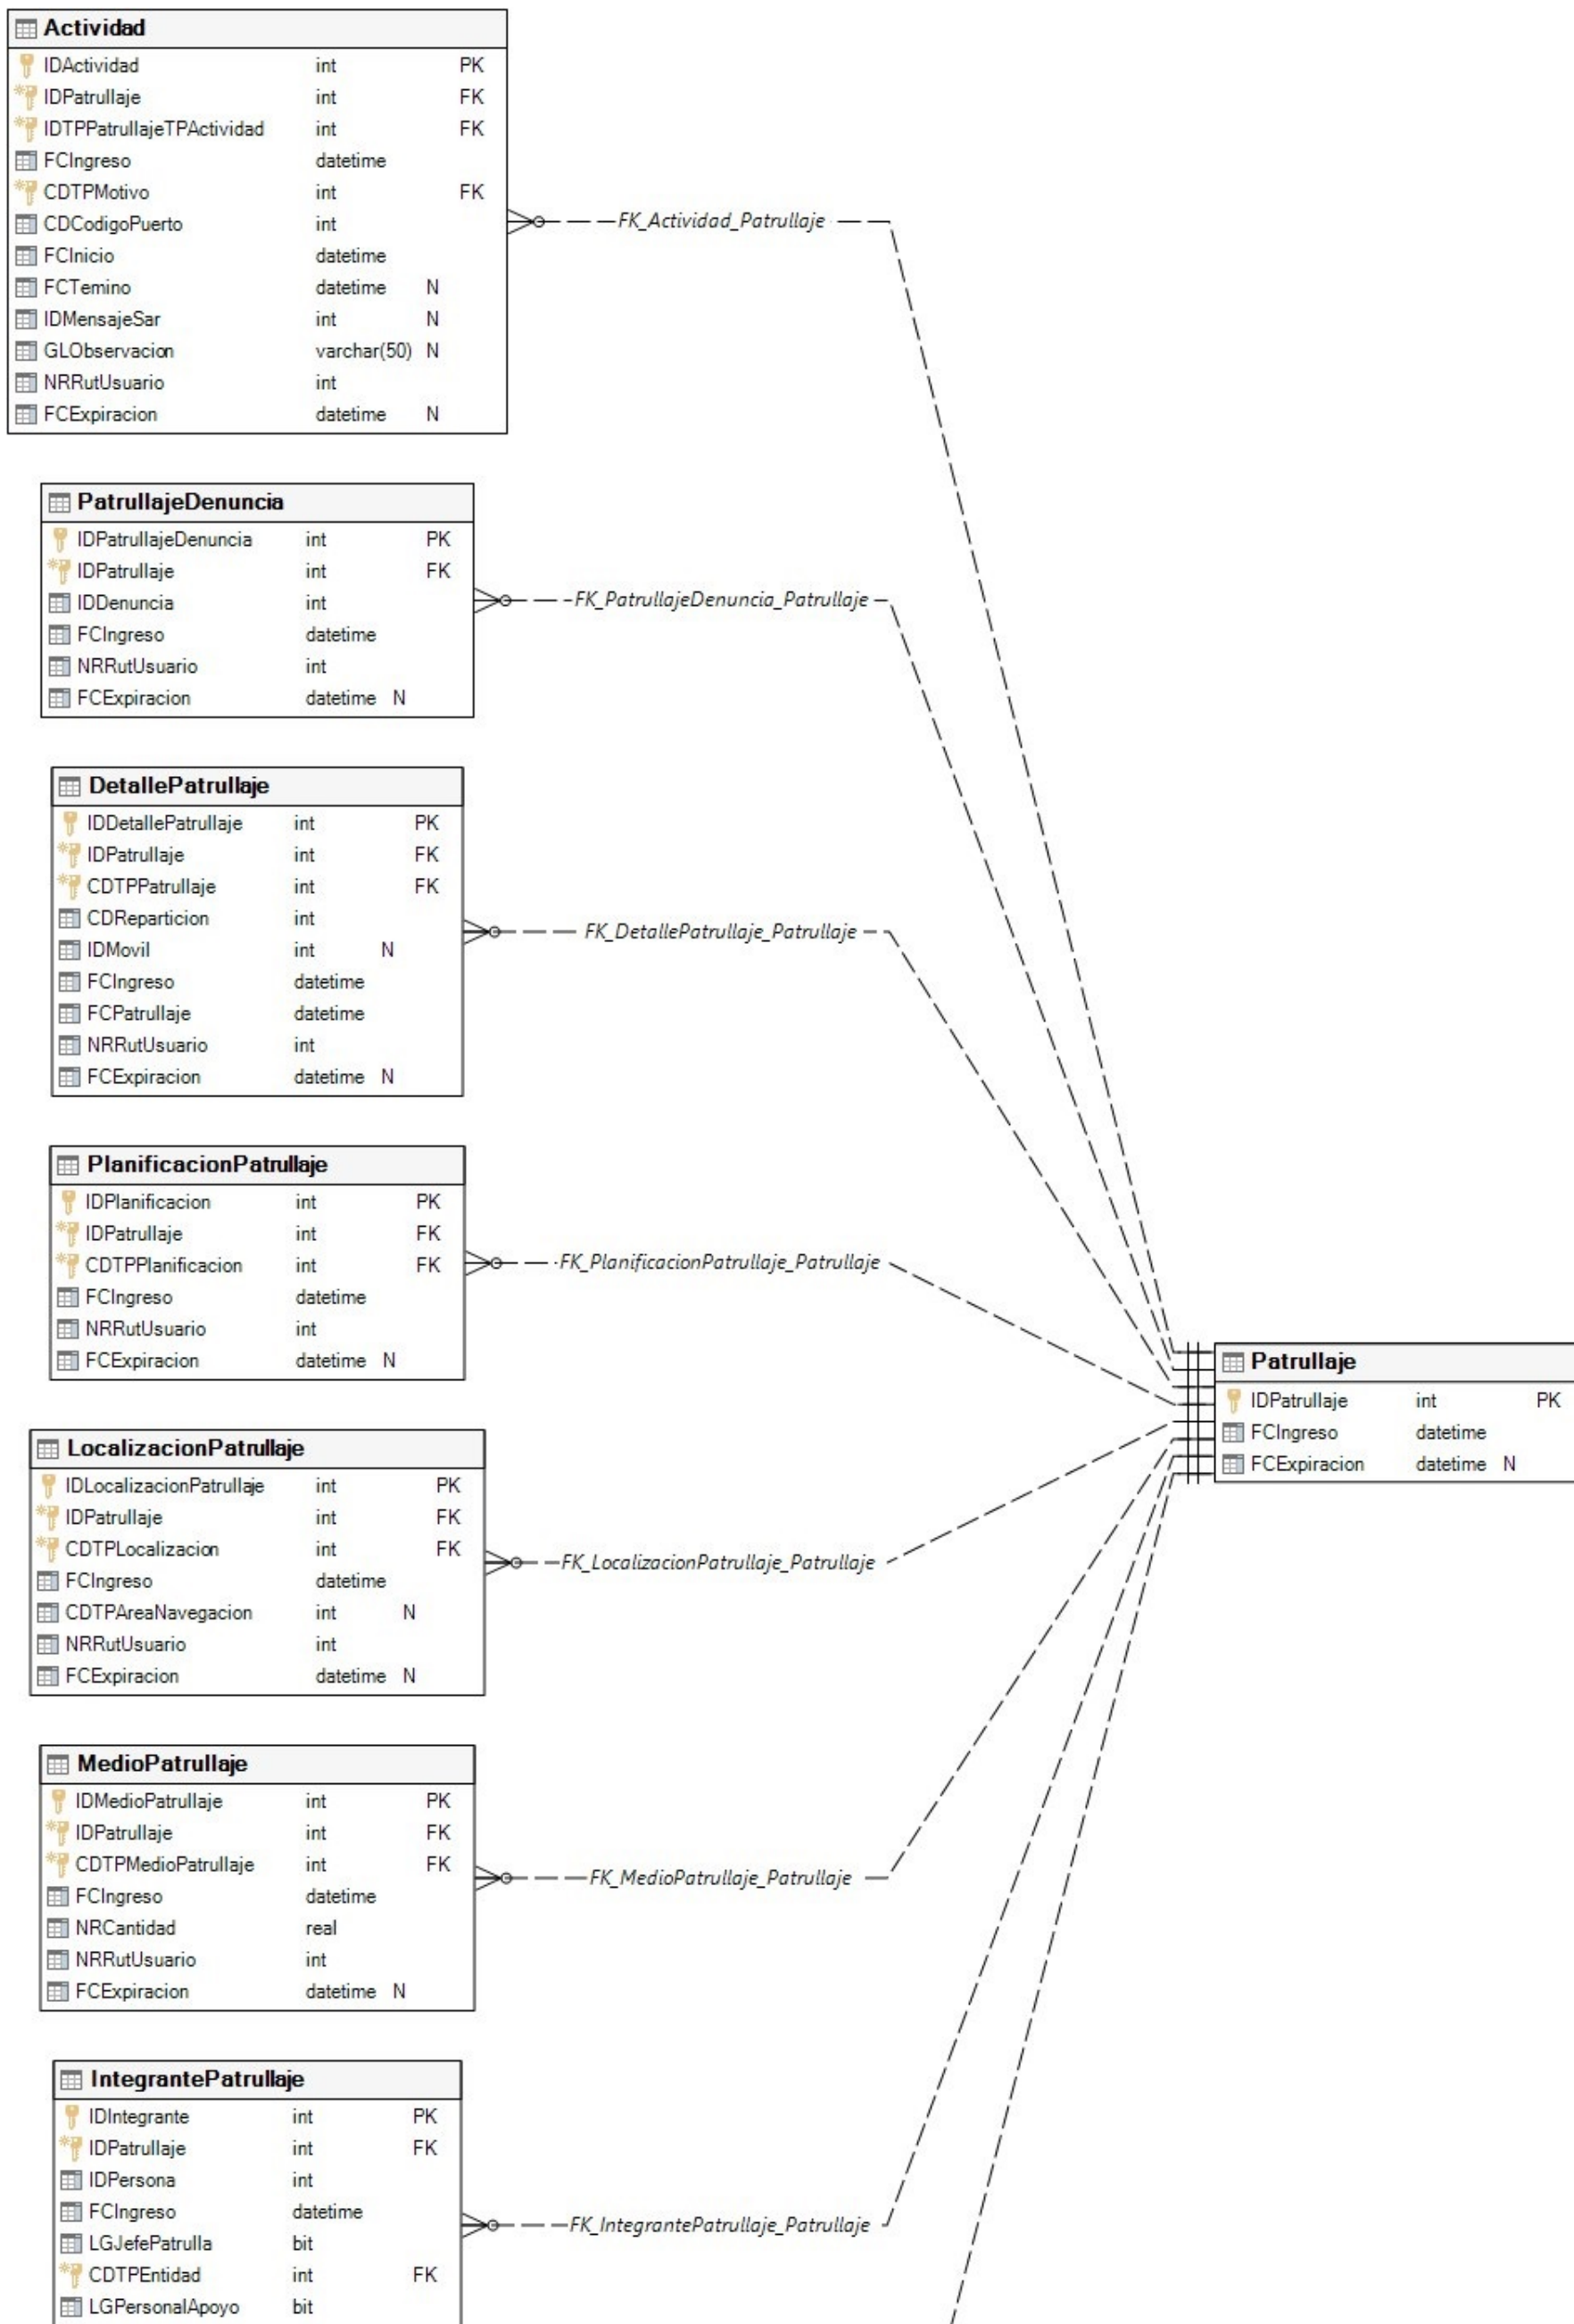 Actividad
IDActividad int PK
IDPatrullaje int FK
IDTPPatrullajeTPActividad int FK
FCIngreso datetime
CDTPMotivo int FK
CDCodigoPuerto int
FCInicio datetime
FCTemino datetime N
IDMensajeSar int N
GLObservacion varchar(50) N
NRRutUsuario int
FCExpiracion datetime N
FK_Actividad_Patrullaje
PatrullajeDenuncia
IDPatrullajeDenuncia int PK
IDPatrullaje int FK
IDDenuncia int
FCIngreso datetime
NRRutUsuario int
FCExpiracion datetime N
FK_PatrullajeDenuncia_Patrullaje
DetallePatrullaje
IDDetallePatrullaje int PK
IDPatrullaje int FK
CDTPPatrullaje int FK
CDReparticion int
IDMovil int N
FCIngreso datetime
FCPatrullaje datetime
NRRutUsuario int
FCExpiracion datetime N
FK_DetallePatrullaje_Patrullaje
PlanificacionPatrullaje
IDPlanificacion int PK
IDPatrullaje int FK
CDTPPlanificacion int FK
FCIngreso datetime
NRRutUsuario int
FCExpiracion datetime N
FK_PlanificacionPatrullaje_Patrullaje
Patrullaje
IDPatrullaje int PK
FCIngreso datetime
FCExpiracion datetime N
LocalizacionPatrullaje
IDLocalizacionPatrullaje int PK
IDPatrullaje int FK
CDTPLocalizacion int FK
FCIngreso datetime
CDTPAreaNavegacion int N
NRRutUsuario int
FCExpiracion datetime N
FK_LocalizacionPatrullaje_Patrullaje
MedioPatrullaje
IDMedioPatrullaje int PK
IDPatrullaje int FK
CDTPMedioPatrullaje int FK
FCIngreso datetime
NRCantidad real
NRRutUsuario int
FCExpiracion datetime N
FK_MedioPatrullaje_Patrullaje
IntegrantePatrullaje
IDIntegrante int PK
IDPatrullaje int FK
IDPersona int
FCIngreso datetime
LGJefePatrulla bit
CDTPEntidad int FK
LGPersonalApoyo bit
FK_IntegrantePatrullaje_Patrullaje